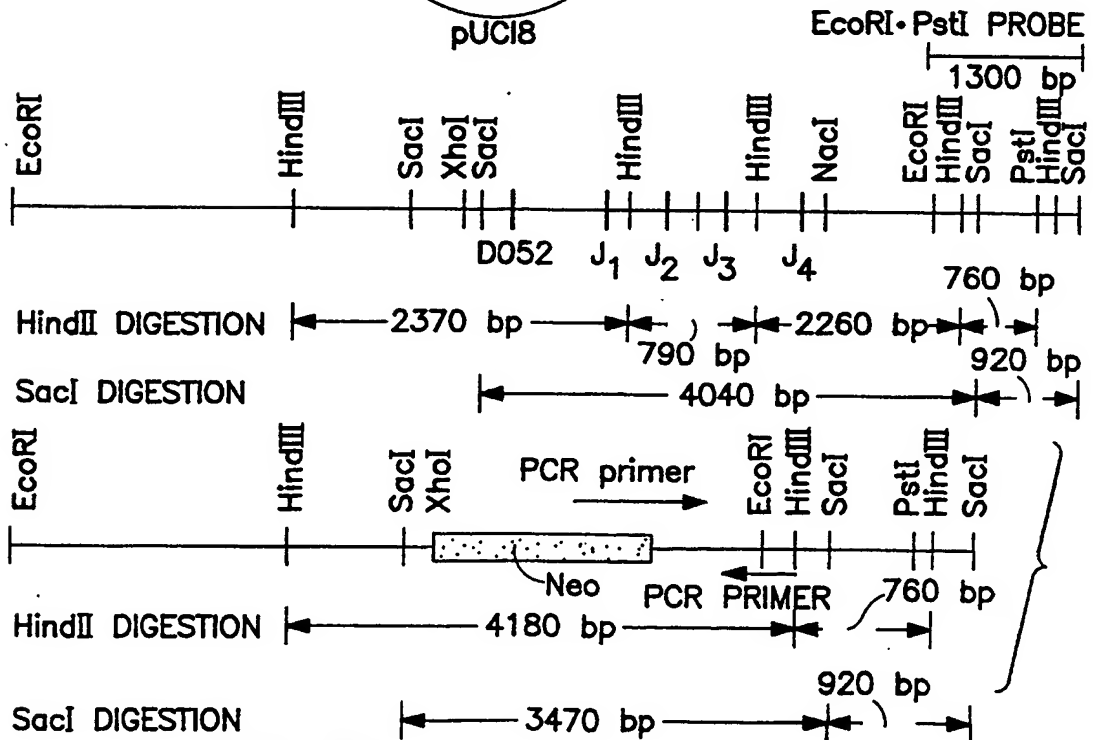 pUC18
EcoRI•PstI PROBE
1300 bp
EcoRI
HindIII
SacI
XhoI
SacI
HindIII
HindIII
NacI
EcoRI
HindIII
SacI
PstI
HindIII
SacI
D052
J1
J2
J3
J4
HindII DIGESTION
2370 bp
790 bp
2260 bp
760 bp
SacI DIGESTION
4040 bp
920 bp
EcoRI
HindIII
SacI
XhoI
PCR primer
EcoRI
HindIII
SacI
PstI
HindIII
SacI
Neo
PCR PRIMER
HindII DIGESTION
4180 bp
760 bp
SacI DIGESTION
3470 bp
920 bp